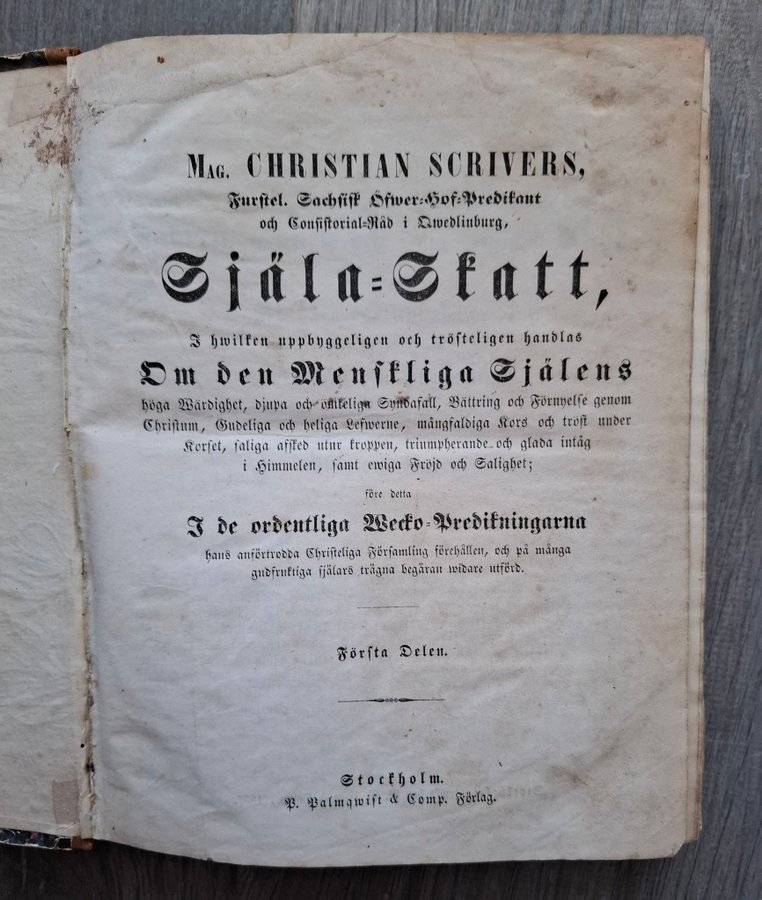 Mag. CHRISTIAN SCRIVERS,
Furstel. Sachsisk Öfwer-Hof-Predikant
och Consistorial-Råd i Qwedlinburg,
Själa-Skatt,
I hwilken uppbyggeligen och trösteligen handlas
Om den Menskliga Själens
höga Wärdighet, djupa och ömkeliga Syndafall, Bättring och Förnyelse genom
Christum, Gudeliga och heliga Lefwerne, mångfaldiga Kors och tröst under
Korset, saliga afsked utur kroppen, triumpherande och glada intåg
i Himmelen, samt ewiga Fröjd och Salighet;
före detta
I de ordentliga Wecko-Predikningarna
hans anförtrodda Christeliga Församling förehållen, och på många
gudfruktiga själars trägna begäran widare utförd.
Första Delen.
Stockholm.
P. Palmqwist & Comp. Förlag.